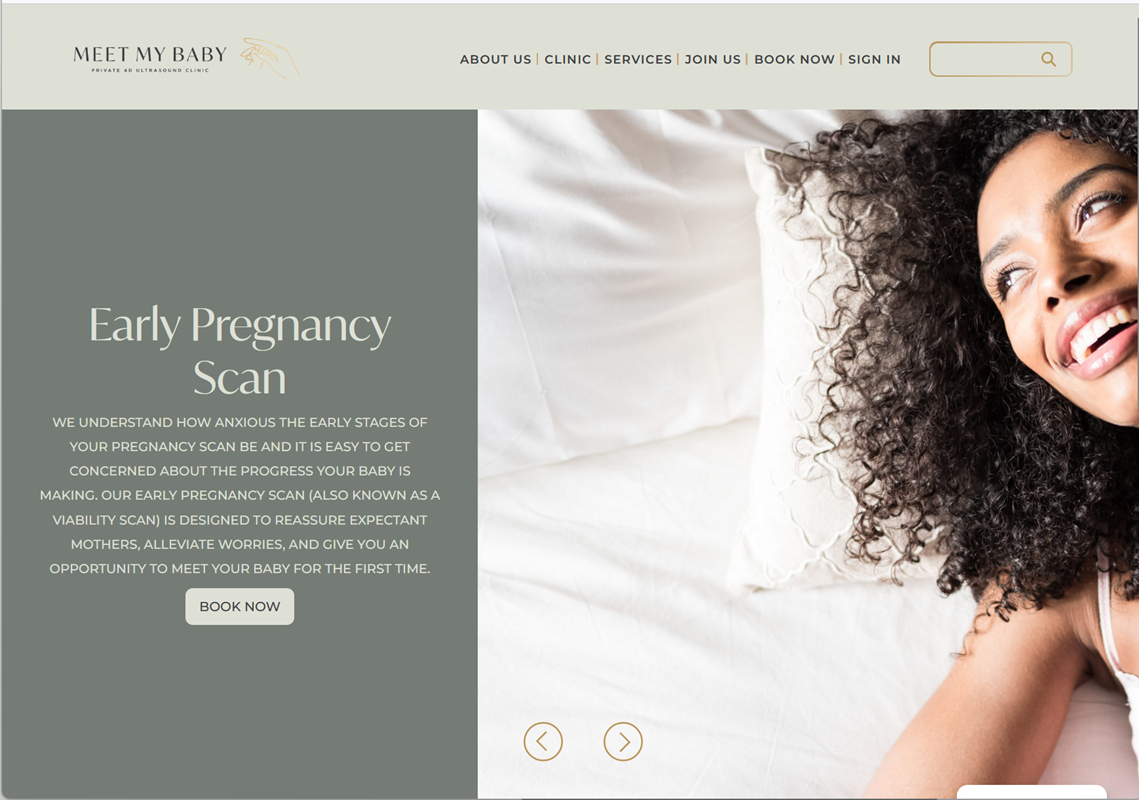 MEET MY BABY
PRIVATE 4D ULTRASOUND CLINIC
ABOUT US | CLINIC | SERVICES | JOIN US | BOOK NOW | SIGN IN
Early Pregnancy
Scan
WE UNDERSTAND HOW ANXIOUS THE EARLY STAGES OF
YOUR PREGNANCY SCAN BE AND IT IS EASY TO GET
CONCERNED ABOUT THE PROGRESS YOUR BABY IS
MAKING. OUR EARLY PREGNANCY SCAN (ALSO KNOWN AS A
VIABILITY SCAN) IS DESIGNED TO REASSURE EXPECTANT
MOTHERS, ALLEVIATE WORRIES, AND GIVE YOU AN
OPPORTUNITY TO MEET YOUR BABY FOR THE FIRST TIME.
BOOK NOW